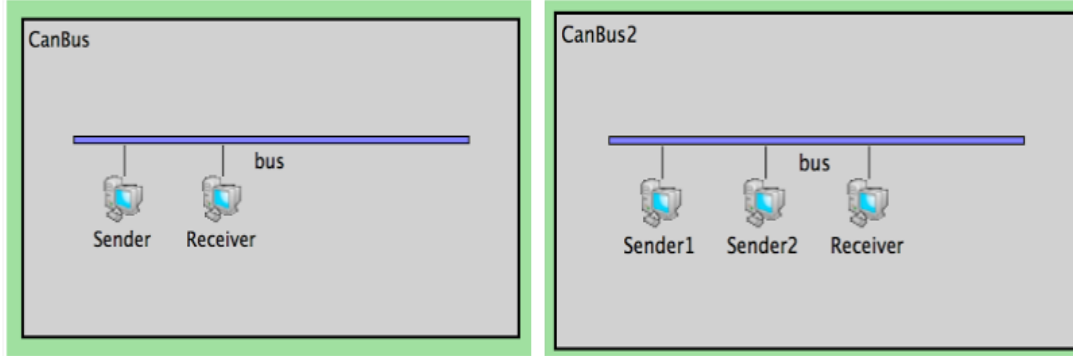 CanBus
bus
Sender Receiver
CanBus2
bus
Sender1 Sender2 Receiver